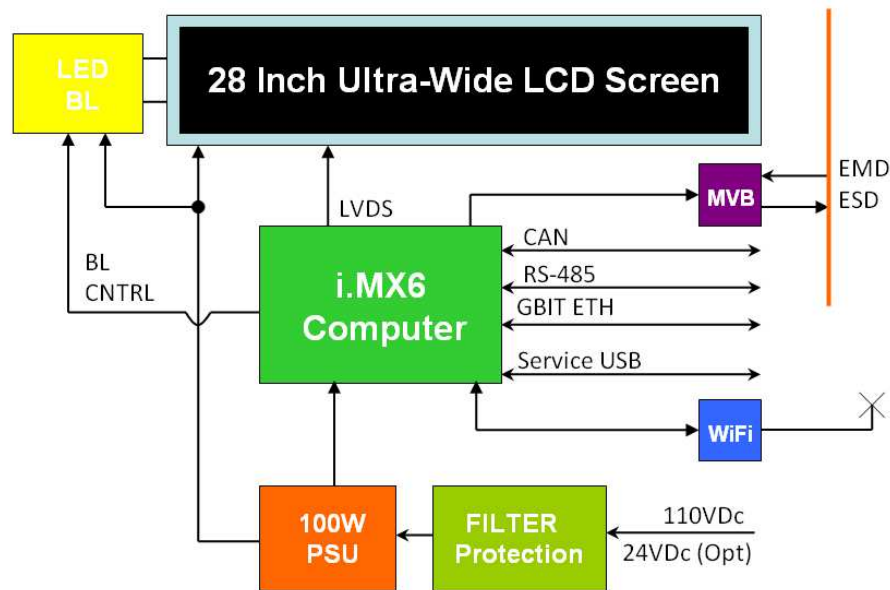 LED
BL
28 Inch Ultra-Wide LCD Screen
EMD
MVB
ESD
LVDS
CAN
BL
CNTRL
i.MX6
Computer
RS-485
GBIT ETH
Service USB
WiFi
100W
PSU
FILTER
Protection
110VDc
24VDc (Opt)